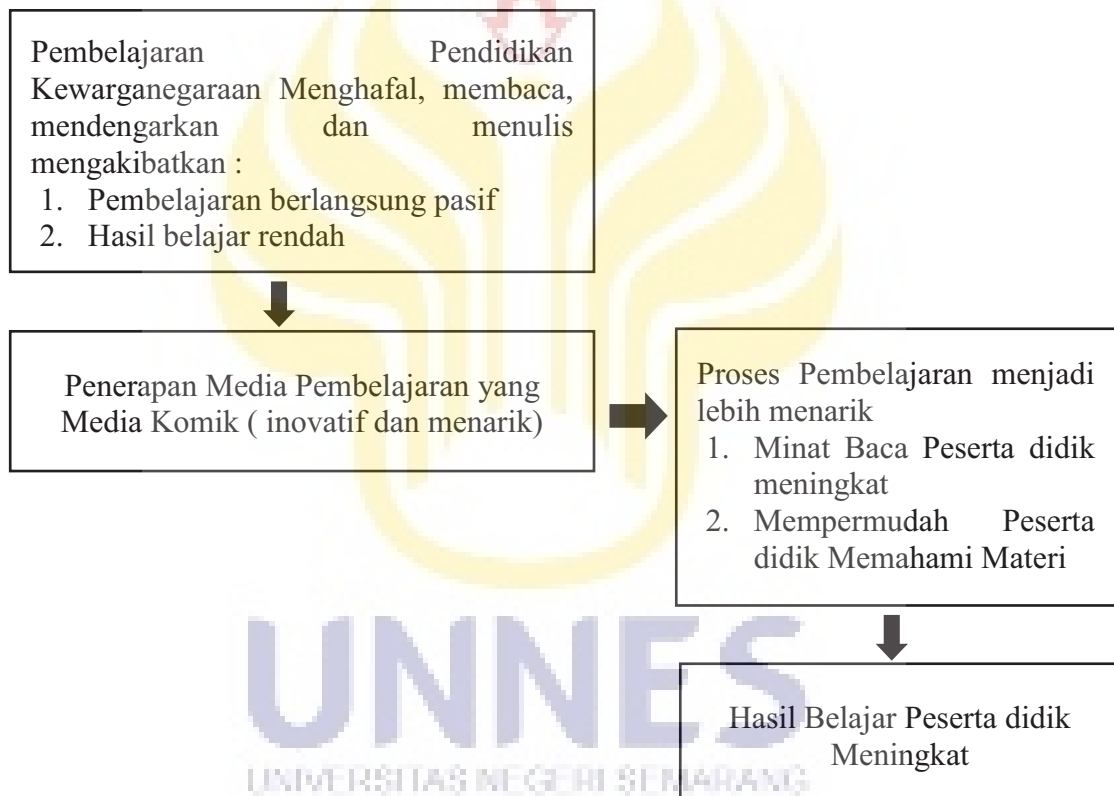 Pembelajaran Pendidikan
Kewarganegaraan Menghafal, membaca,
mendengarkan dan menulis
mengakibatkan :
1. Pembelajaran berlangsung pasif
2. Hasil belajar rendah
Penerapan Media Pembelajaran yang
Media Komik ( inovatif dan menarik)
Proses Pembelajaran menjadi
lebih menarik
1. Minat Baca Peserta didik
meningkat
2. Mempermudah Peserta
didik Memahami Materi
Hasil Belajar Peserta didik
Meningkat
UNNES
UNIVERSITAS NEGERI SEMARANG